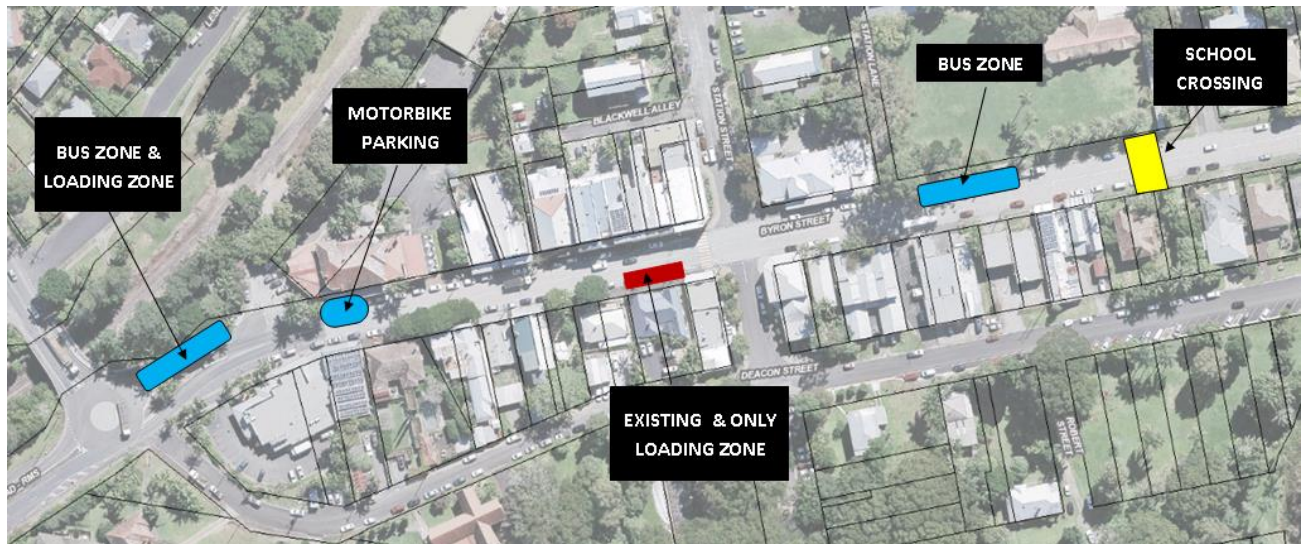 BUS ZONE &
LOADING ZONE
MOTORBIKE
PARKING
BUS ZONE
SCHOOL
CROSSING
BLACKWELL ALLEY
STATION STREET
STATION LANE
BYRON STREET
DEACON STREET
ROBERT
STREET
EXISTING & ONLY
LOADING ZONE